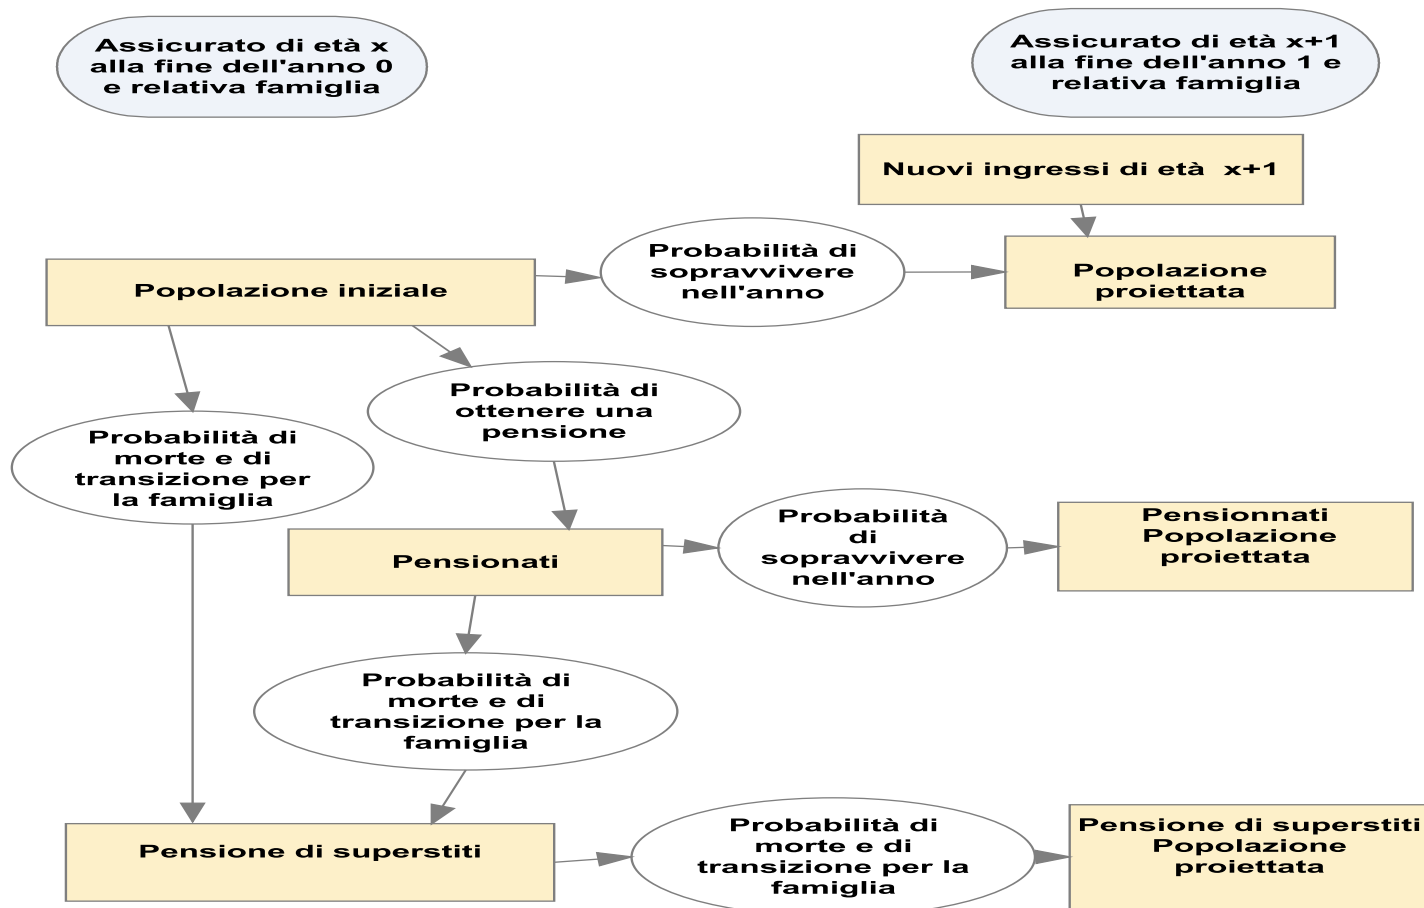 Assicurato di età x
alla fine dell'anno 0
e relativa famiglia
Assicurato di età x+1
alla fine dell'anno 1 e
relativa famiglia
Nuovi ingressi di età  x+1
Probabilità di
sopravvivere
nell'anno
Popolazione
proiettata
Popolazione iniziale
Probabilità di
ottenere una
pensione
Probabilità di
morte e di
transizione per
la famiglia
Pensionati
Probabilità
di
sopravvivere
nell'anno
Pensionnati
Popolazione
proiettata
Probabilità di
morte e di
transizione per la
famiglia
Pensione di superstiti
Probabilità di
morte e di
transizione per la
famiglia
Pensione di superstiti
Popolazione
proiettata